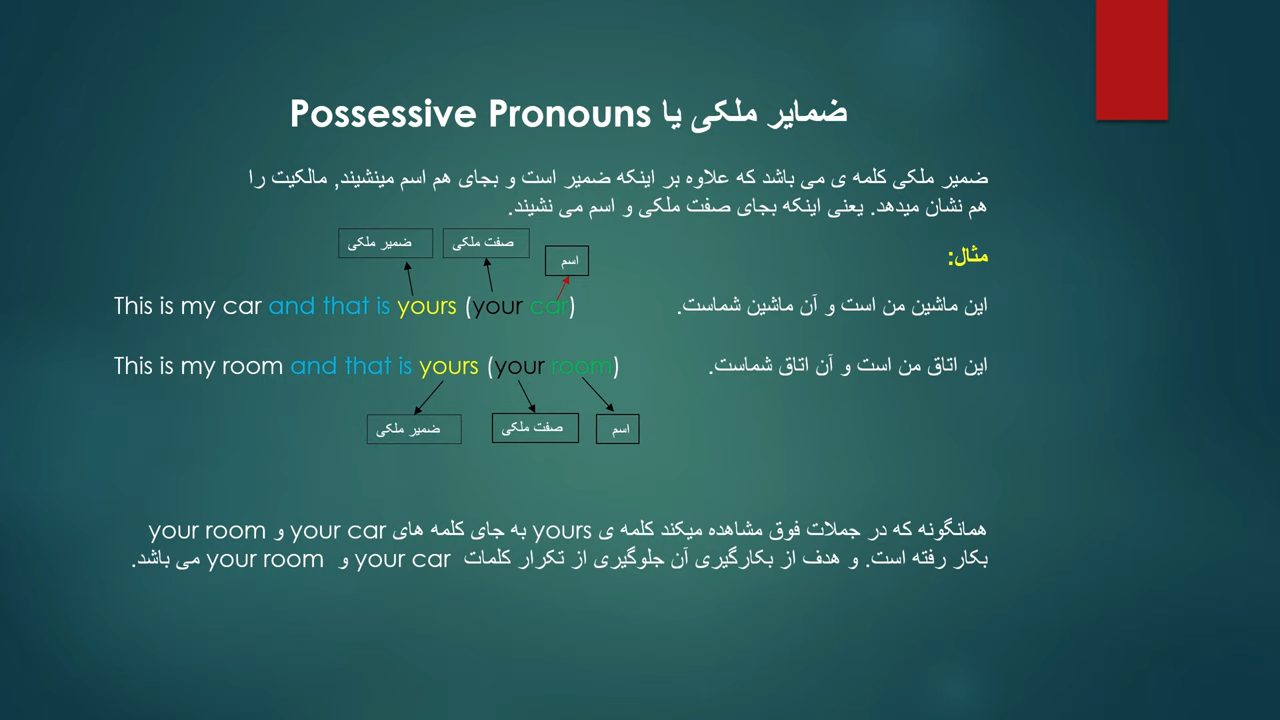 ضمایر ملکی یا Possessive Pronouns
ضمیر ملکی کلمه ی می باشد که علاوه بر اینکه ضمیر است و بجای هم اسم مینشیند, مالکیت را
هم نشان میدهد. یعنی اینکه بجای صفت ملکی و اسم می نشیند.
مثال:
ضمیر ملکی
صفت ملکی
اسم
This is my car and that is yours (your car)
این ماشین من است و آن ماشین شماست.
This is my room and that is yours (your room)
این اتاق من است و آن اتاق شماست.
ضمیر ملکی
صفت ملکی
اسم
همانگونه که در جملات فوق مشاهده میکند کلمه ی yours به جای کلمه های your car و your room
بکار رفته است. و هدف از بکارگیری آن جلوگیری از تکرار کلمات your car و your room می باشد.